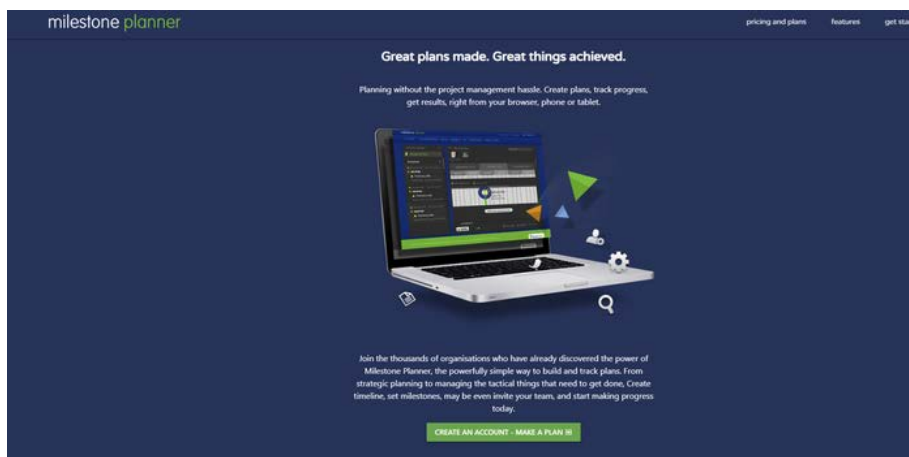 milestone planner
pricing and plans features get sta
Great plans made. Great things achieved.
Planning without the project management hassle. Create plans, track progress,
get results, right from your browser, phone or tablet.
Join the thousands of organisations who have already discovered the power of
Milestone Planner, the powerfully simple way to build and track plans. From
strategic planning to managing the tactical things that need to get done, Create
timeline, set milestones, may be even invite your team, and start making progress
today.
CREATE AN ACCOUNT - MAKE A PLAN